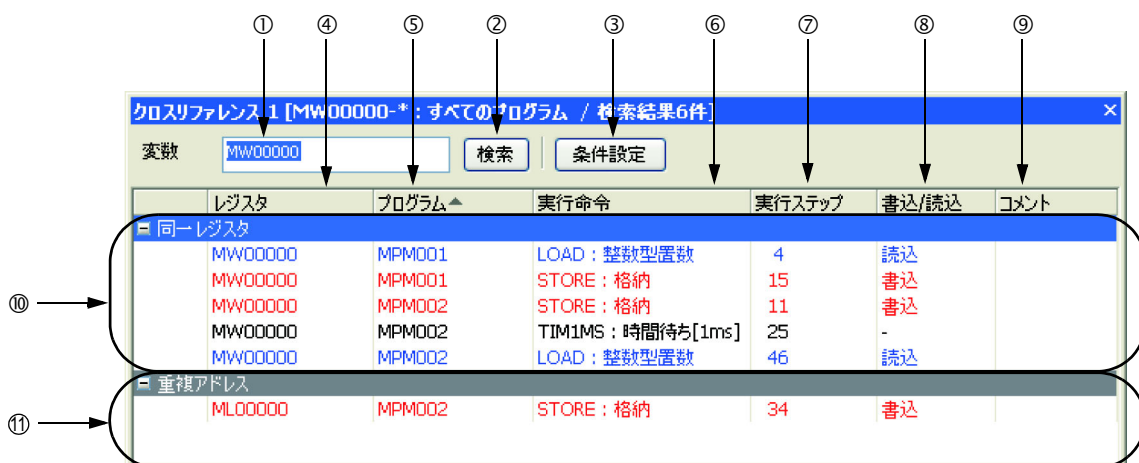 ① ④ ⑤ ② ③ ⑥ ⑦ ⑧ ⑨
クロスリファレンス 1 [MW00000-* : すべてのプログラム / 検索結果6件] ×
変数 MW00000 検索 条件設定
レジスタ プログラム 実行命令 実行ステップ 書込/読込 コメント
同一レジスタ
MW00000 MPM001 LOAD : 整数型置数 4 読込
MW00000 MPM001 STORE : 格納 15 書込
MW00000 MPM002 STORE : 格納 11 書込
⑩
MW00000 MPM002 TIM1MS : 時間待ち[1ms] 25 -
MW00000 MPM002 LOAD : 整数型置数 46 読込
重複アドレス
ML00000 MPM002 STORE : 格納 34 書込
⑪